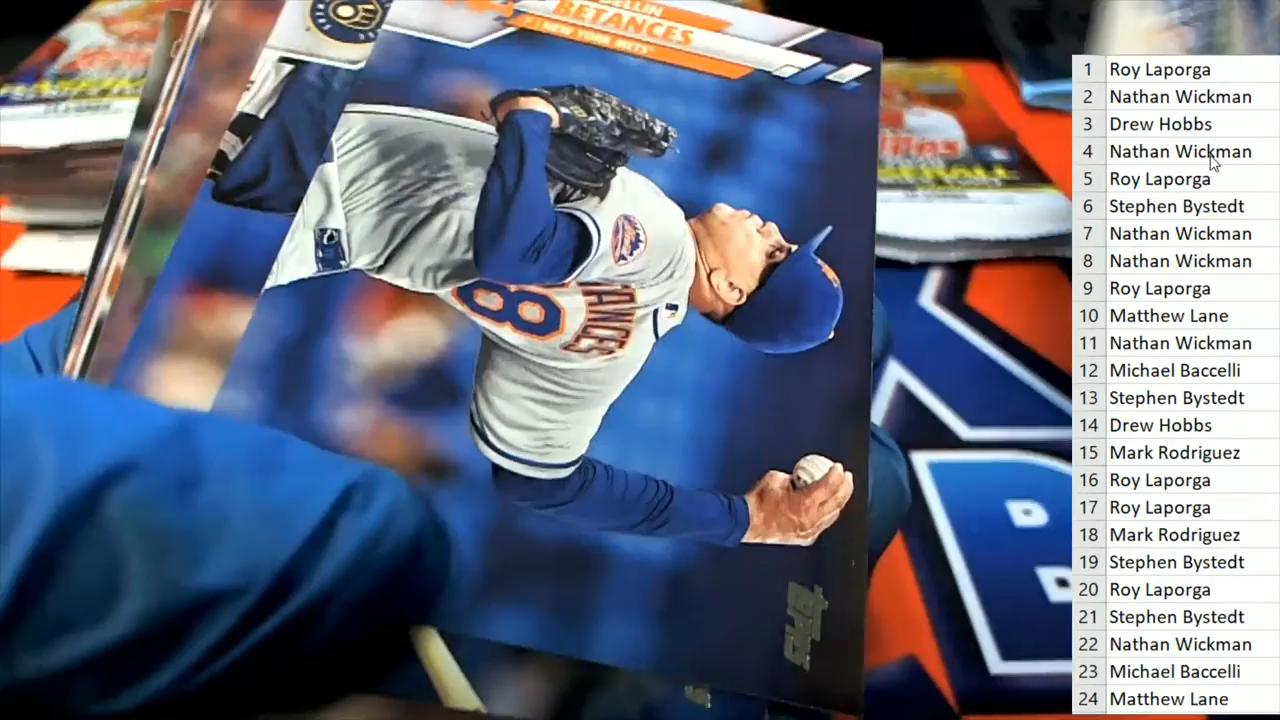 DELLIN
BETANCES
P | NEW YORK METS
TANCES
8
TOPPS
1 Roy Laporga
2 Nathan Wickman
3 Drew Hobbs
4 Nathan Wickman
5 Roy Laporga
6 Stephen Bystedt
7 Nathan Wickman
8 Nathan Wickman
9 Roy Laporga
10 Matthew Lane
11 Nathan Wickman
12 Michael Baccelli
13 Stephen Bystedt
14 Drew Hobbs
15 Mark Rodriguez
16 Roy Laporga
17 Roy Laporga
18 Mark Rodriguez
19 Stephen Bystedt
20 Roy Laporga
21 Stephen Bystedt
22 Nathan Wickman
23 Michael Baccelli
24 Matthew Lane